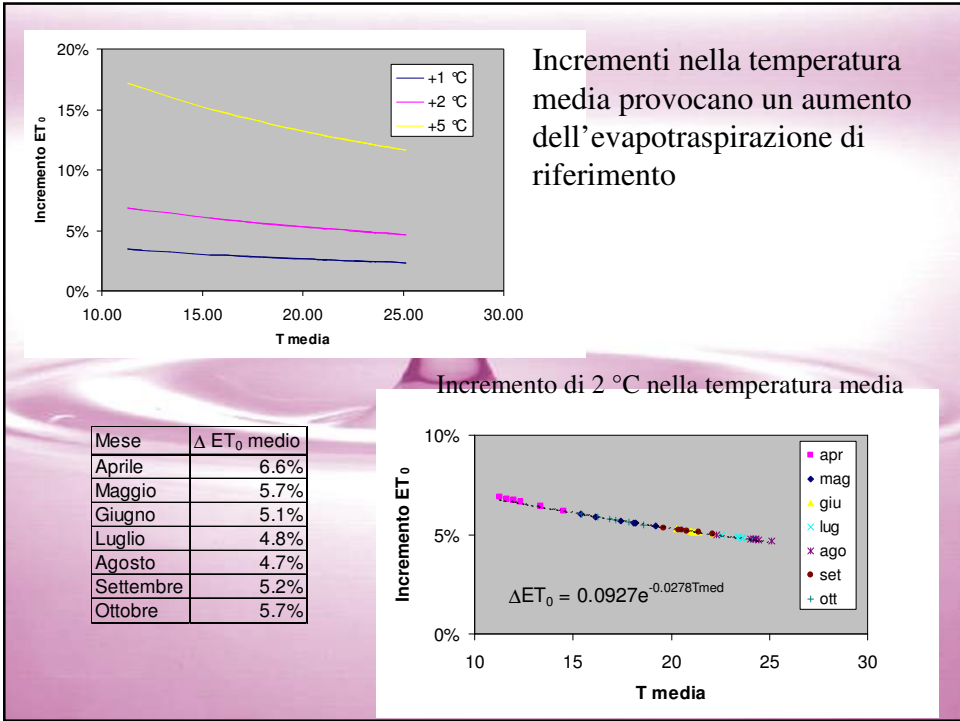 Incrementi nella temperatura
media provocano un aumento
dell'evapotraspirazione di
riferimento
20%
15%
10%
5%
0%
Incremento ET0
10.00 15.00 20.00 25.00 30.00
T media
+1 °C
+2 °C
+5 °C
Incremento di 2 °C nella temperatura media
Mese Δ ET0 medio
Aprile 6.6%
Maggio 5.7%
Giugno 5.1%
Luglio 4.8%
Agosto 4.7%
Settembre 5.2%
Ottobre 5.7%
10%
5%
0%
Incremento ET0
ΔET0 = 0.0927e-0.0278Tmed
10 15 20 25 30
T media
apr
mag
giu
lug
ago
set
ott